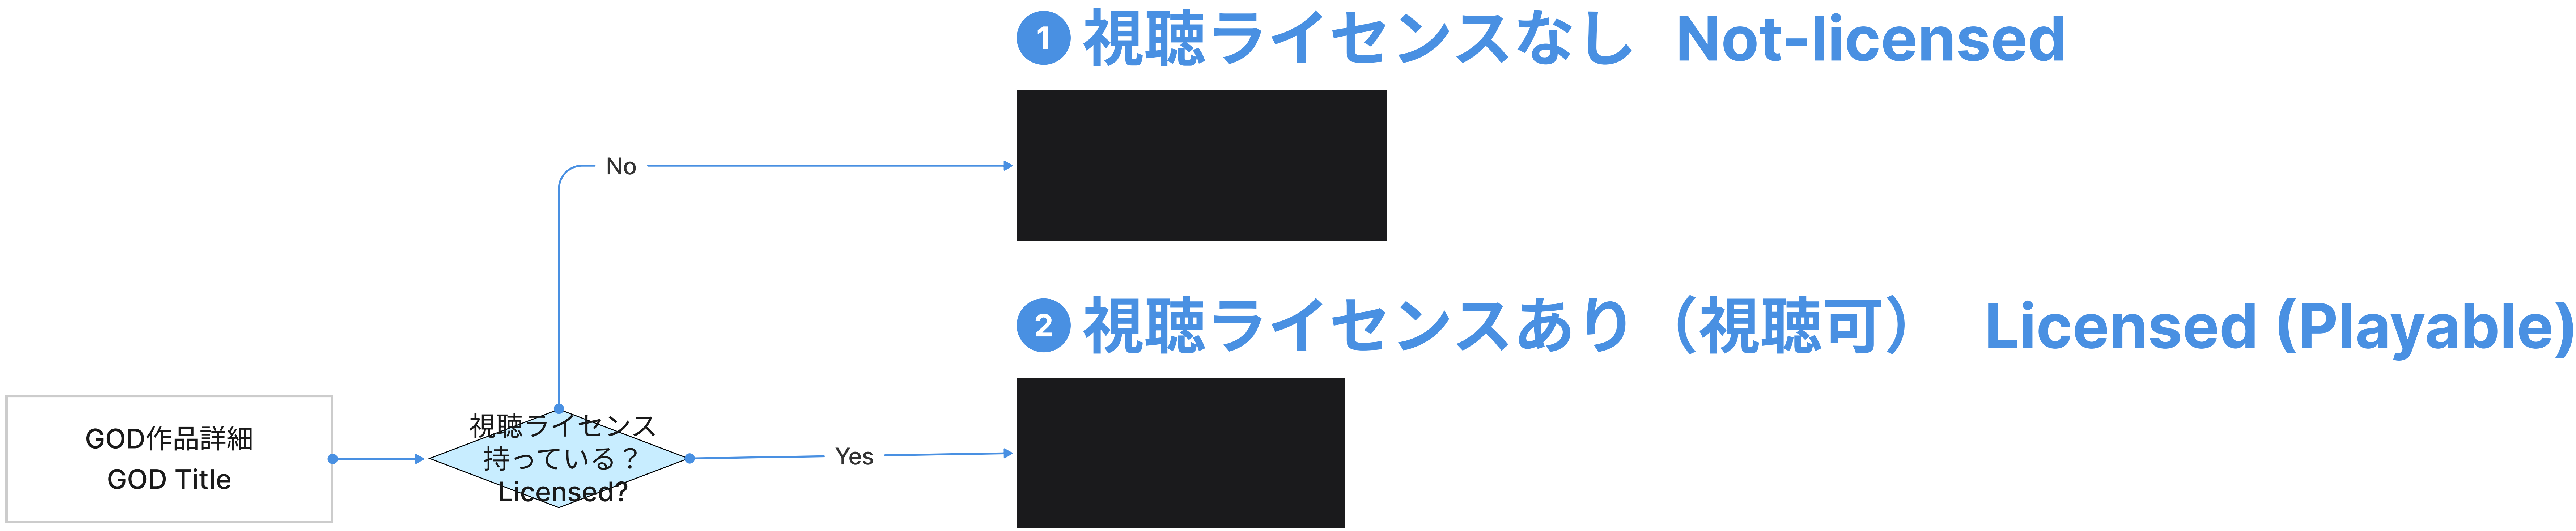 1 視聴ライセンスなし Not-licensed
No
2 視聴ライセンスあり（視聴可） Licensed (Playable)
GOD作品詳細
GOD Title
視聴ライセンス
持っている？
Licensed?
Yes